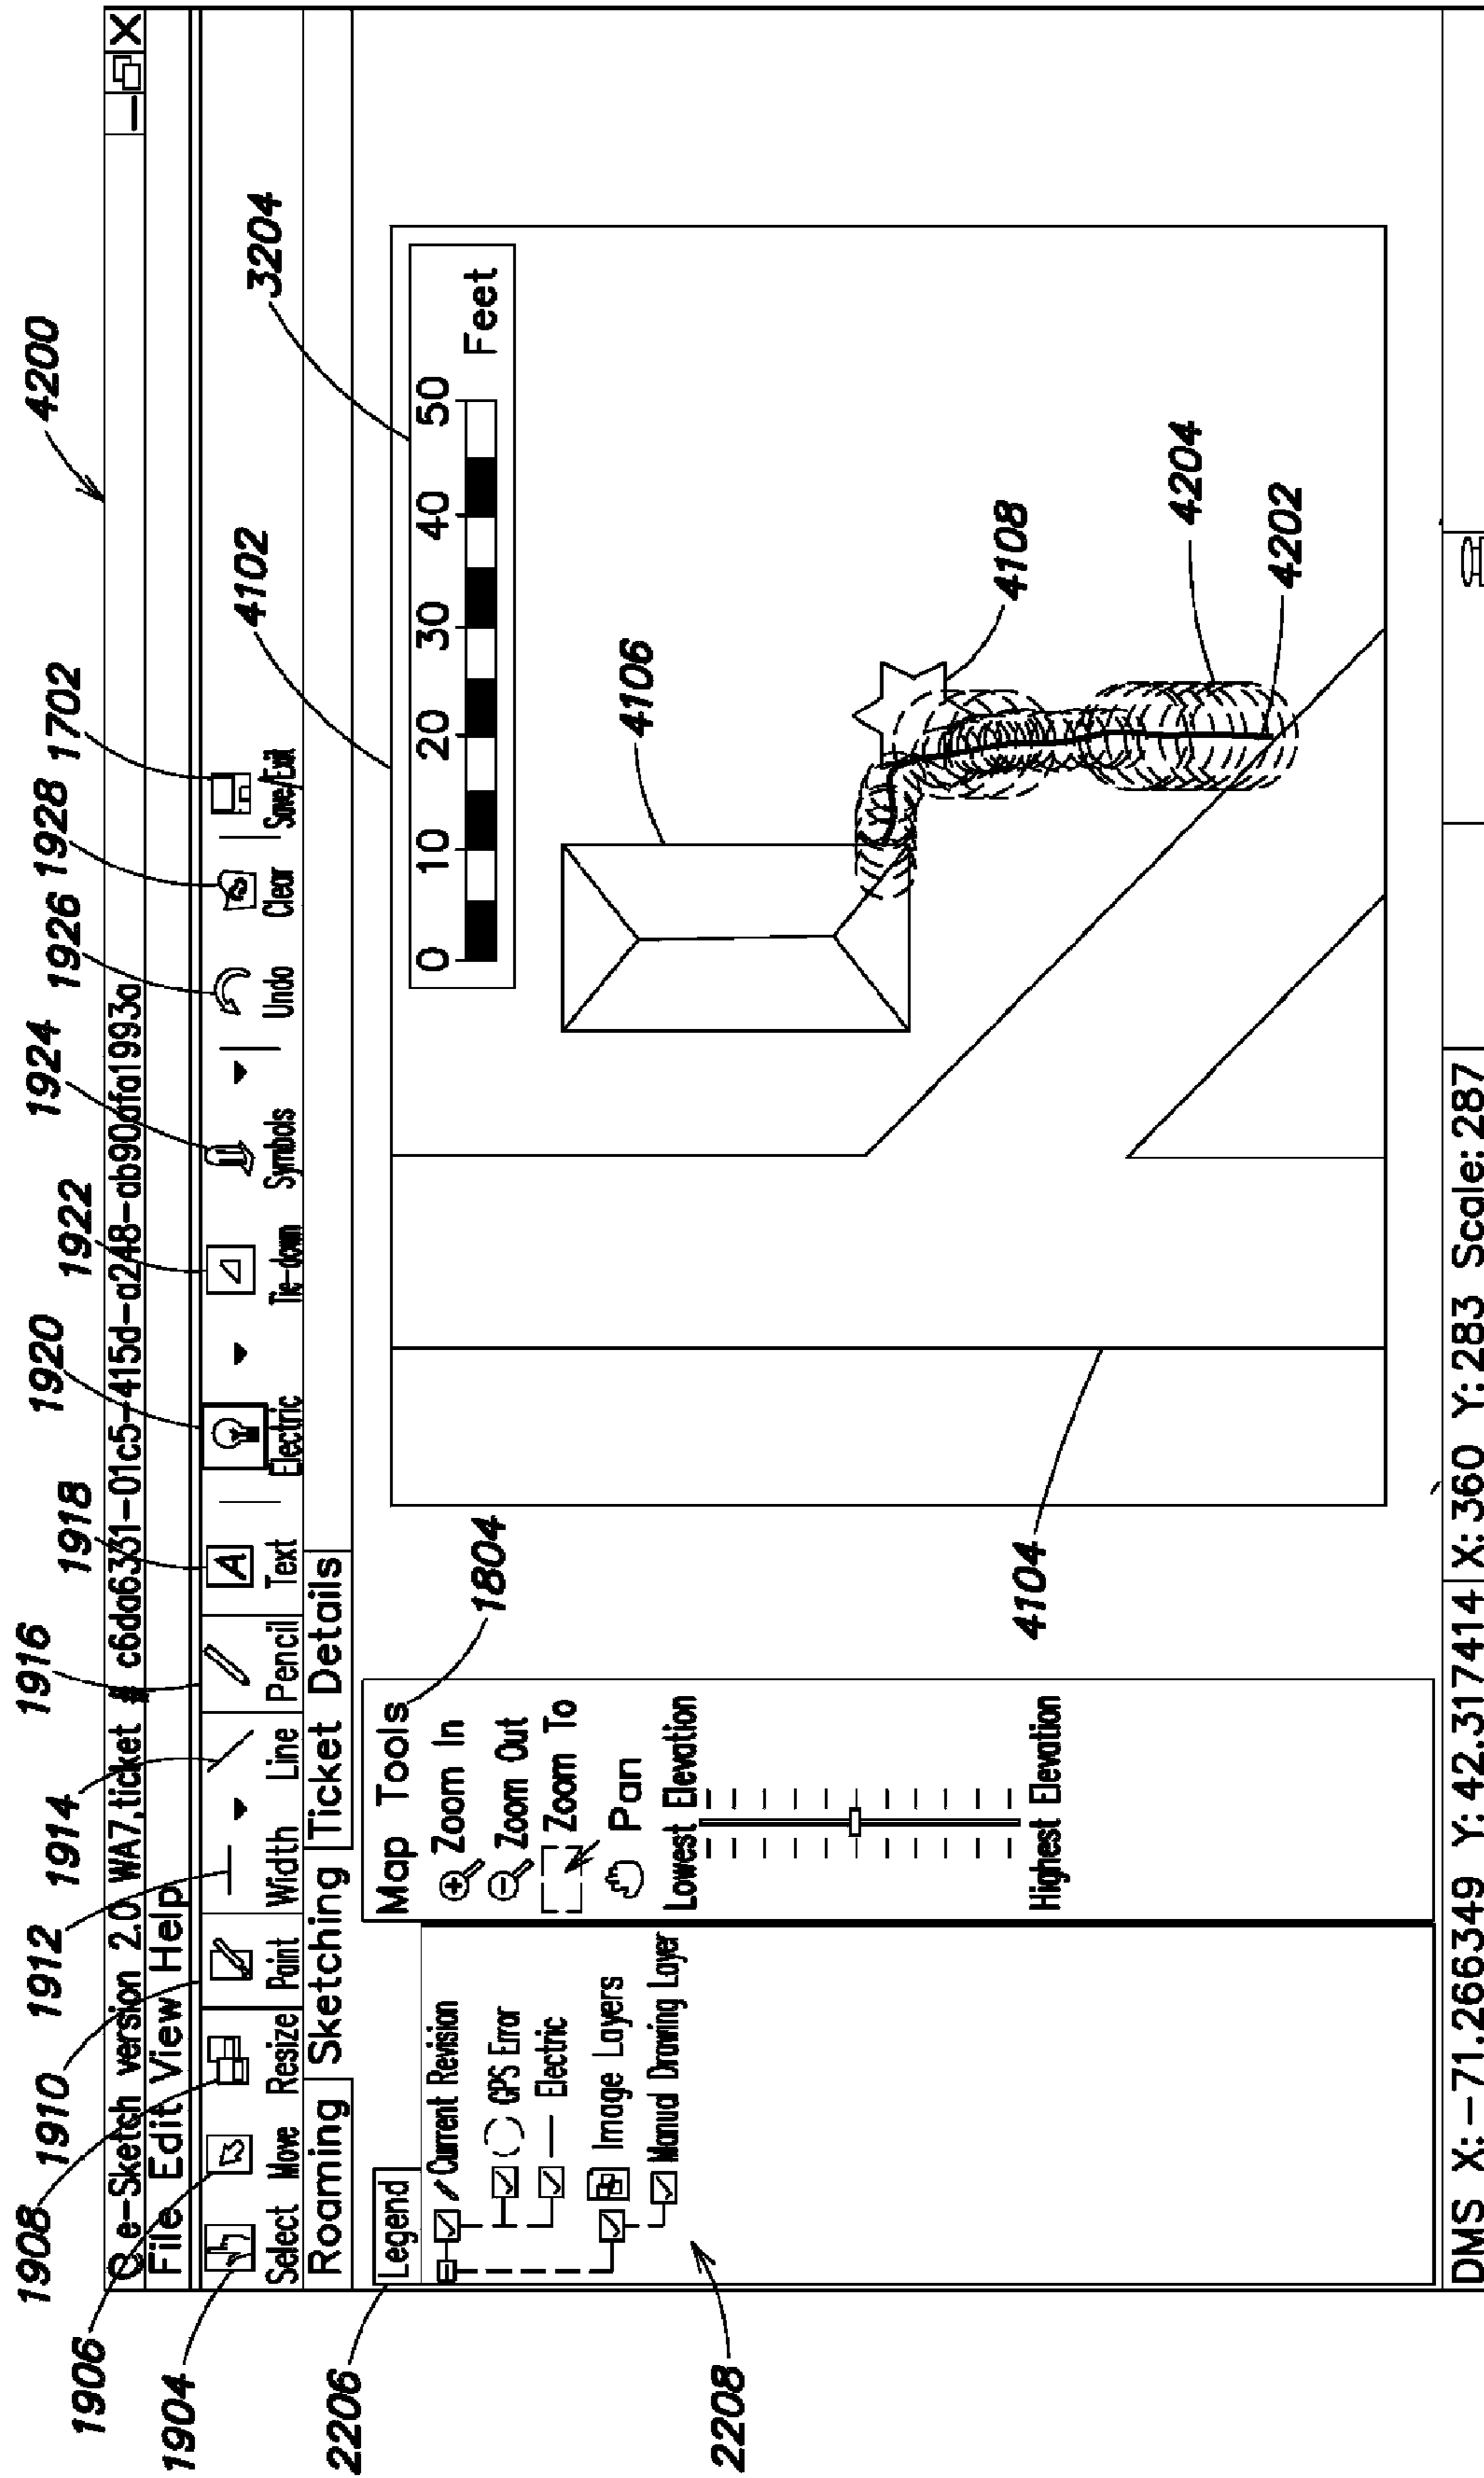 4200
1908
1906
1904
1910
1912
1914
1916
1918
1920
1922
1924
1926
1928
1702
e-Sketch version 2.0 WA7,ticket # c6da6331-01c5-415d-a248-ab90afa1993a
File Edit View Help
Select Move Resize Paint Width Line Pencil Text Electric Tie-down Symbols Undo Clear Save/Exit
Roaming Sketching Ticket Details
2206
Legend
Current Revision
GPS Error
Electric
Image Layers
Manual Drawing Layer
2208
Map Tools
1804
Zoom In
Zoom Out
Zoom To
Pan
Lowest Elevation
Highest Elevation
4102
3204
0 10 20 30 40 50
Feet
4106
4108
4204
4202
4104
DMS X:-71.266349 Y:42.317414 X:360 Y:283 Scale:287